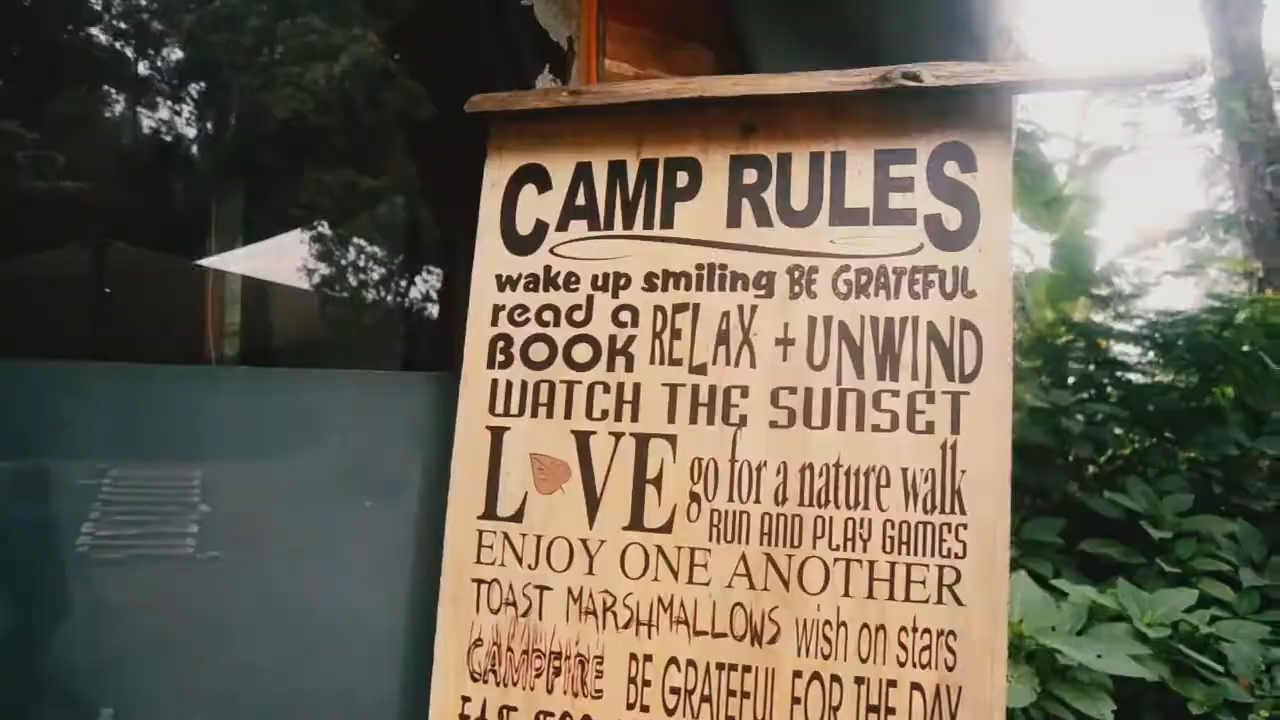 CAMP RULES
wake up smiling BE GRATEFUL
read a BOOK RELAX + UNWIND
WATCH THE SUNSET
LOVE go for a nature walk
RUN AND PLAY GAMES
ENJOY ONE ANOTHER
TOAST MARSHMALLOWS wish on stars
CAMPFIRE BE GRATEFUL FOR THE DAY